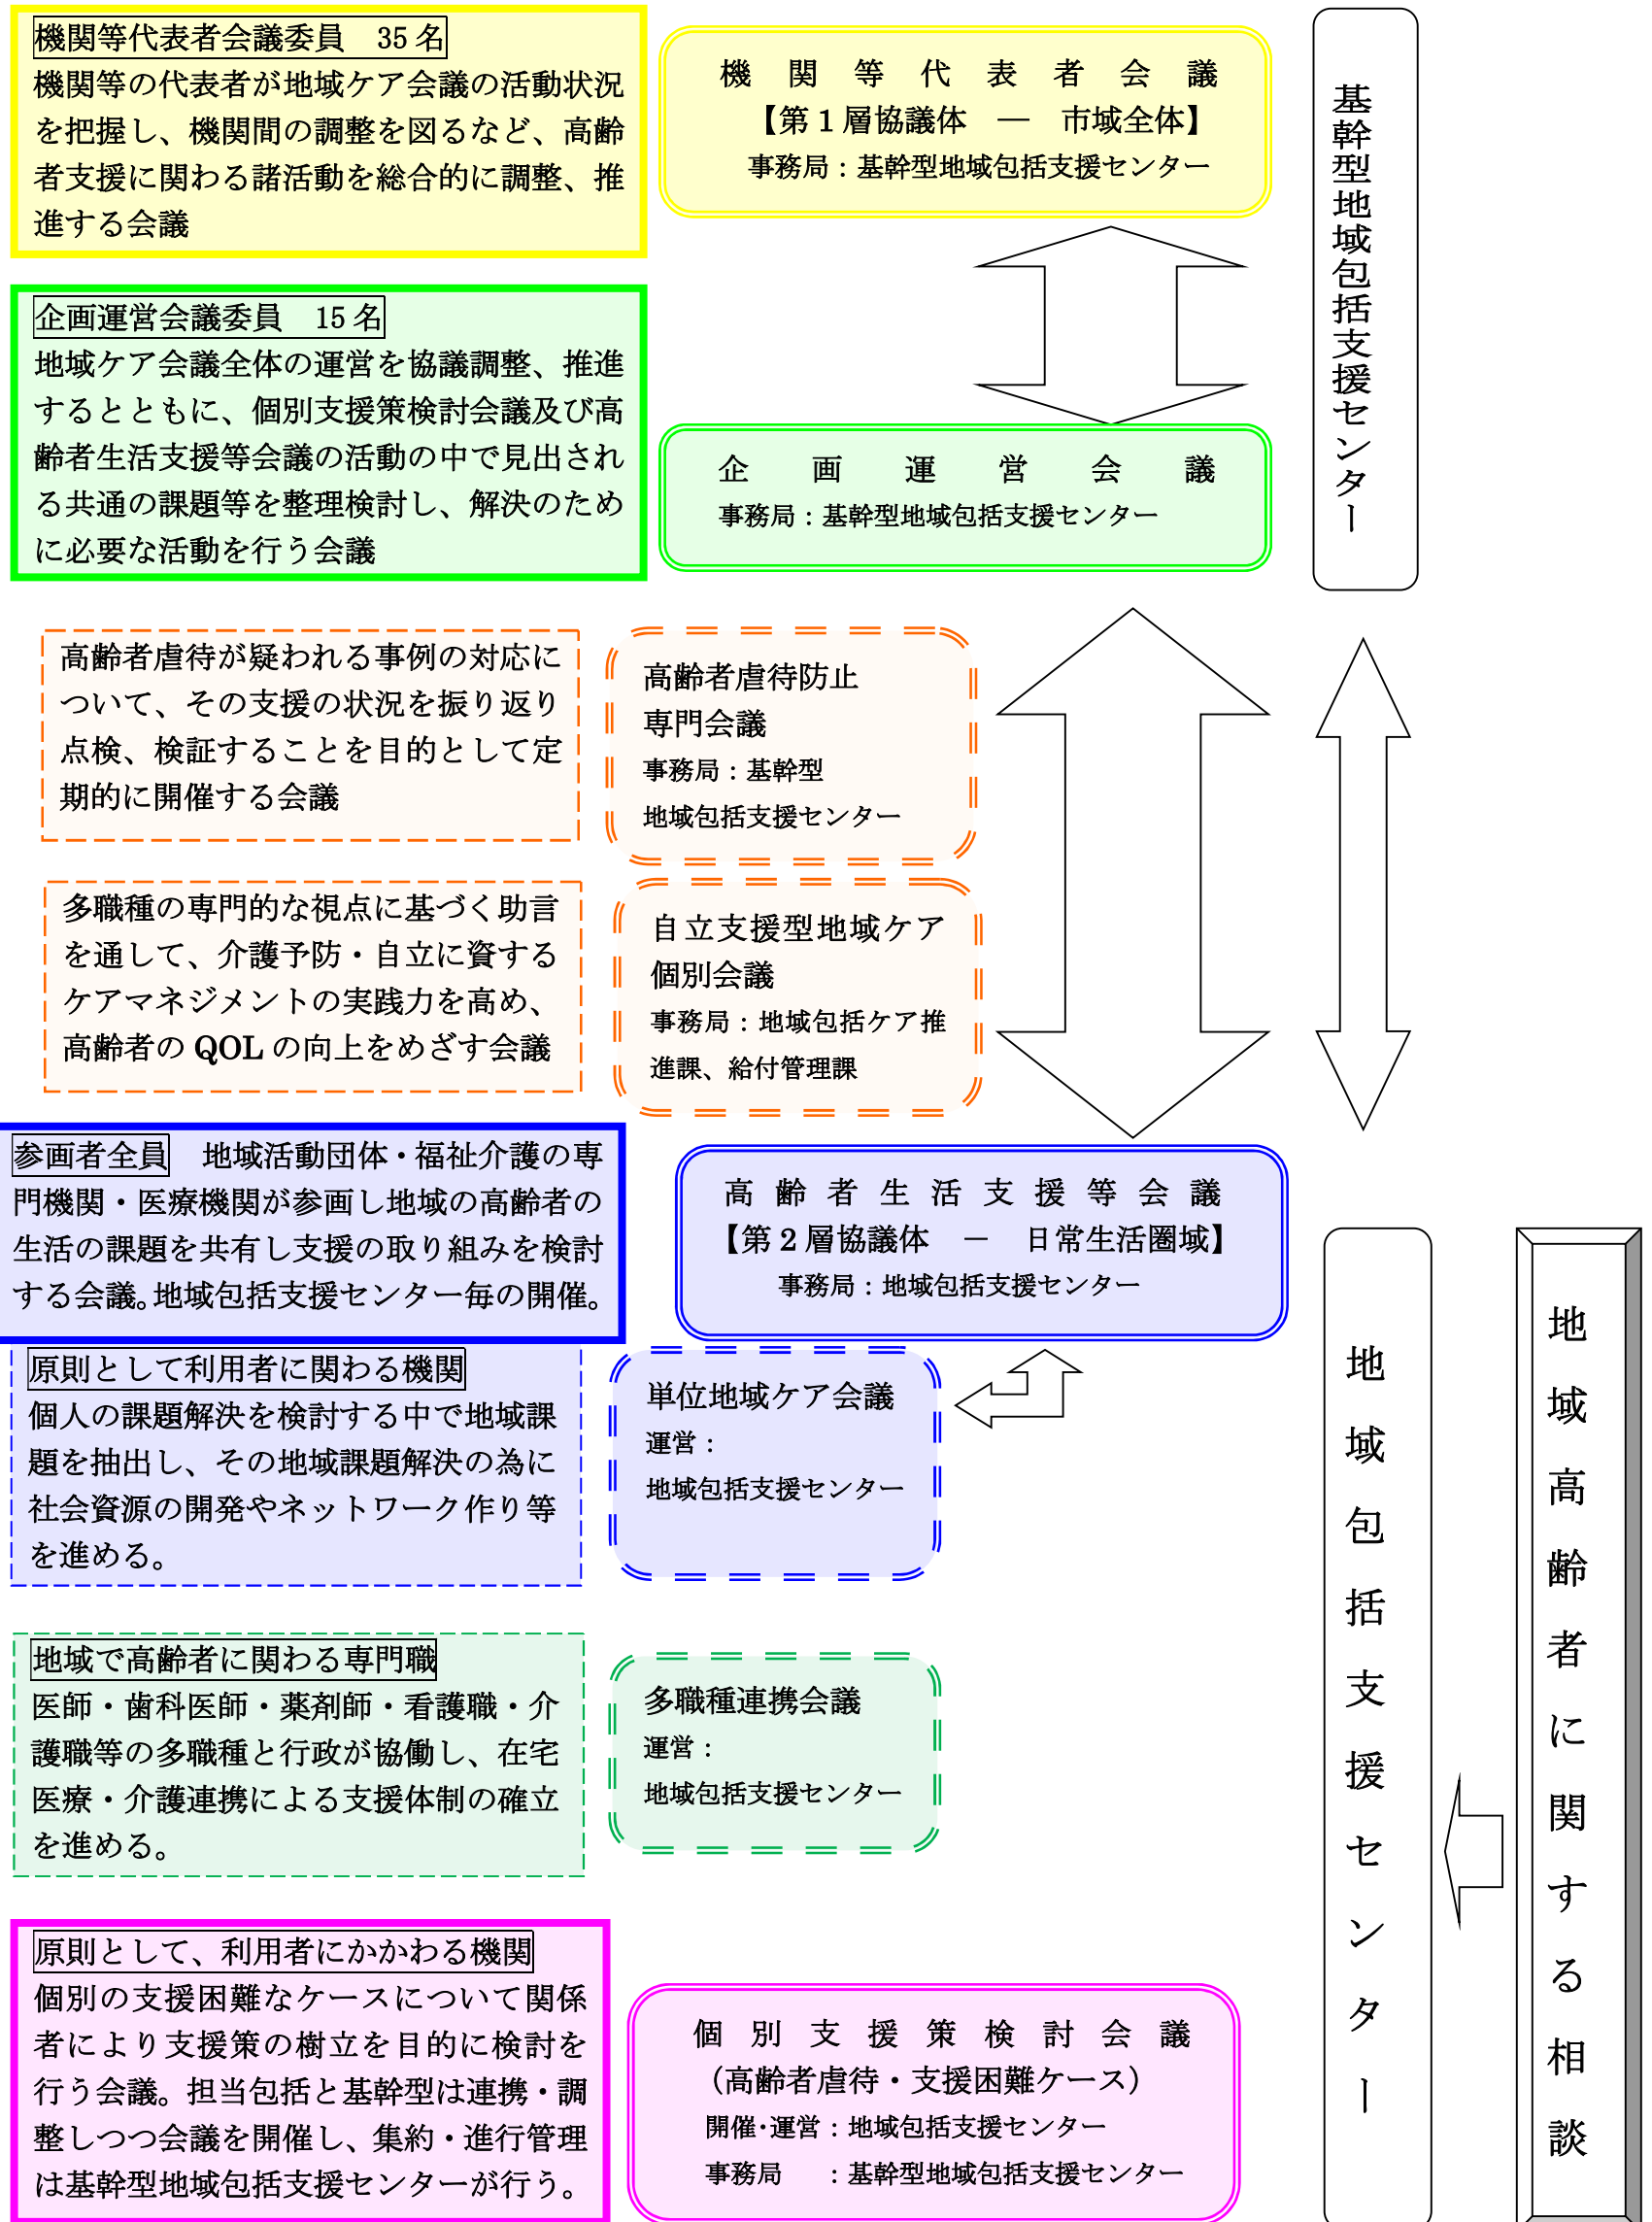 機関等代表者会議委員　35名
機関等の代表者が地域ケア会議の活動状況
を把握し、機関間の調整を図るなど、高齢
者支援に関わる諸活動を総合的に調整、推
進する会議
機関等代表者会議
【第1層協議体　―　市域全体】
事務局：基幹型地域包括支援センター
基幹型地域包括支援センター
企画運営会議委員　15名
地域ケア会議全体の運営を協議調整、推進
するとともに、個別支援策検討会議及び高
齢者生活支援等会議の活動の中で見出され
る共通の課題等を整理検討し、解決のため
に必要な活動を行う会議
企画運営会議
事務局：基幹型地域包括支援センター
高齢者虐待が疑われる事例の対応に
ついて、その支援の状況を振り返り
点検、検証することを目的として定
期的に開催する会議
高齢者虐待防止
専門会議
事務局：基幹型
地域包括支援センター
多職種の専門的な視点に基づく助言
を通して、介護予防・自立に資する
ケアマネジメントの実践力を高め、
高齢者のQOLの向上をめざす会議
自立支援型地域ケア
個別会議
事務局：地域包括ケア推
進課、給付管理課
参画者全員　地域活動団体・福祉介護の専
門機関・医療機関が参画し地域の高齢者の
生活の課題を共有し支援の取り組みを検討
する会議。地域包括支援センター毎の開催。
高齢者生活支援等会議
【第2層協議体　－　日常生活圏域】
事務局：地域包括支援センター
原則として利用者に関わる機関
個人の課題解決を検討する中で地域課
題を抽出し、その地域課題解決の為に
社会資源の開発やネットワーク作り等
を進める。
単位地域ケア会議
運営：
地域包括支援センター
地域で高齢者に関わる専門職
医師・歯科医師・薬剤師・看護職・介
護職等の多職種と行政が協働し、在宅
医療・介護連携による支援体制の確立
を進める。
多職種連携会議
運営：
地域包括支援センター
原則として、利用者にかかわる機関
個別の支援困難なケースについて関係
者により支援策の樹立を目的に検討を
行う会議。担当包括と基幹型は連携・調
整しつつ会議を開催し、集約・進行管理
は基幹型地域包括支援センターが行う。
個別支援策検討会議
（高齢者虐待・支援困難ケース）
開催・運営：地域包括支援センター
事務局　：基幹型地域包括支援センター
地域包括支援センター
地域高齢者に関する相談